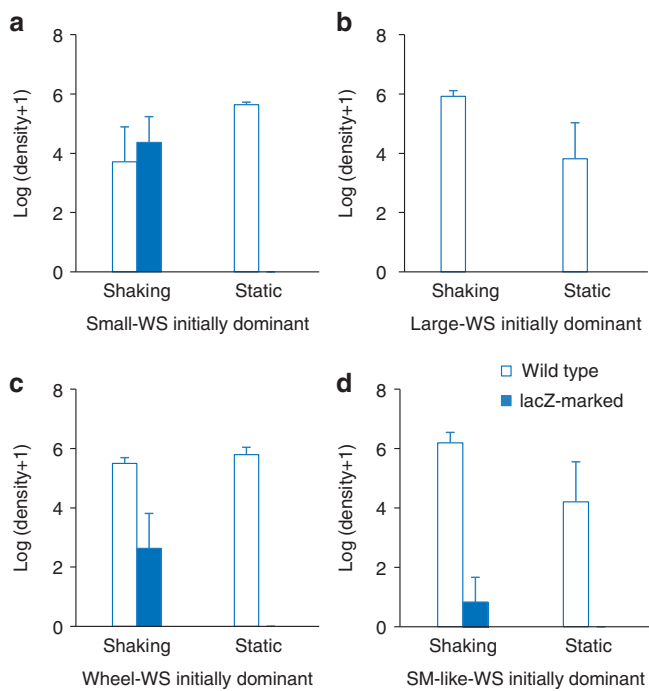 a
8
6
4
2
0
Log (density+1)
Shaking Static
Small-WS initially dominant
b
8
6
4
2
0
Log (density+1)
Shaking Static
Large-WS initially dominant
c
8
6
4
2
0
Log (density+1)
Shaking Static
Wheel-WS initially dominant
d
8
6
4
2
0
Log (density+1)
Wild type
lacZ-marked
Shaking Static
SM-like-WS initially dominant